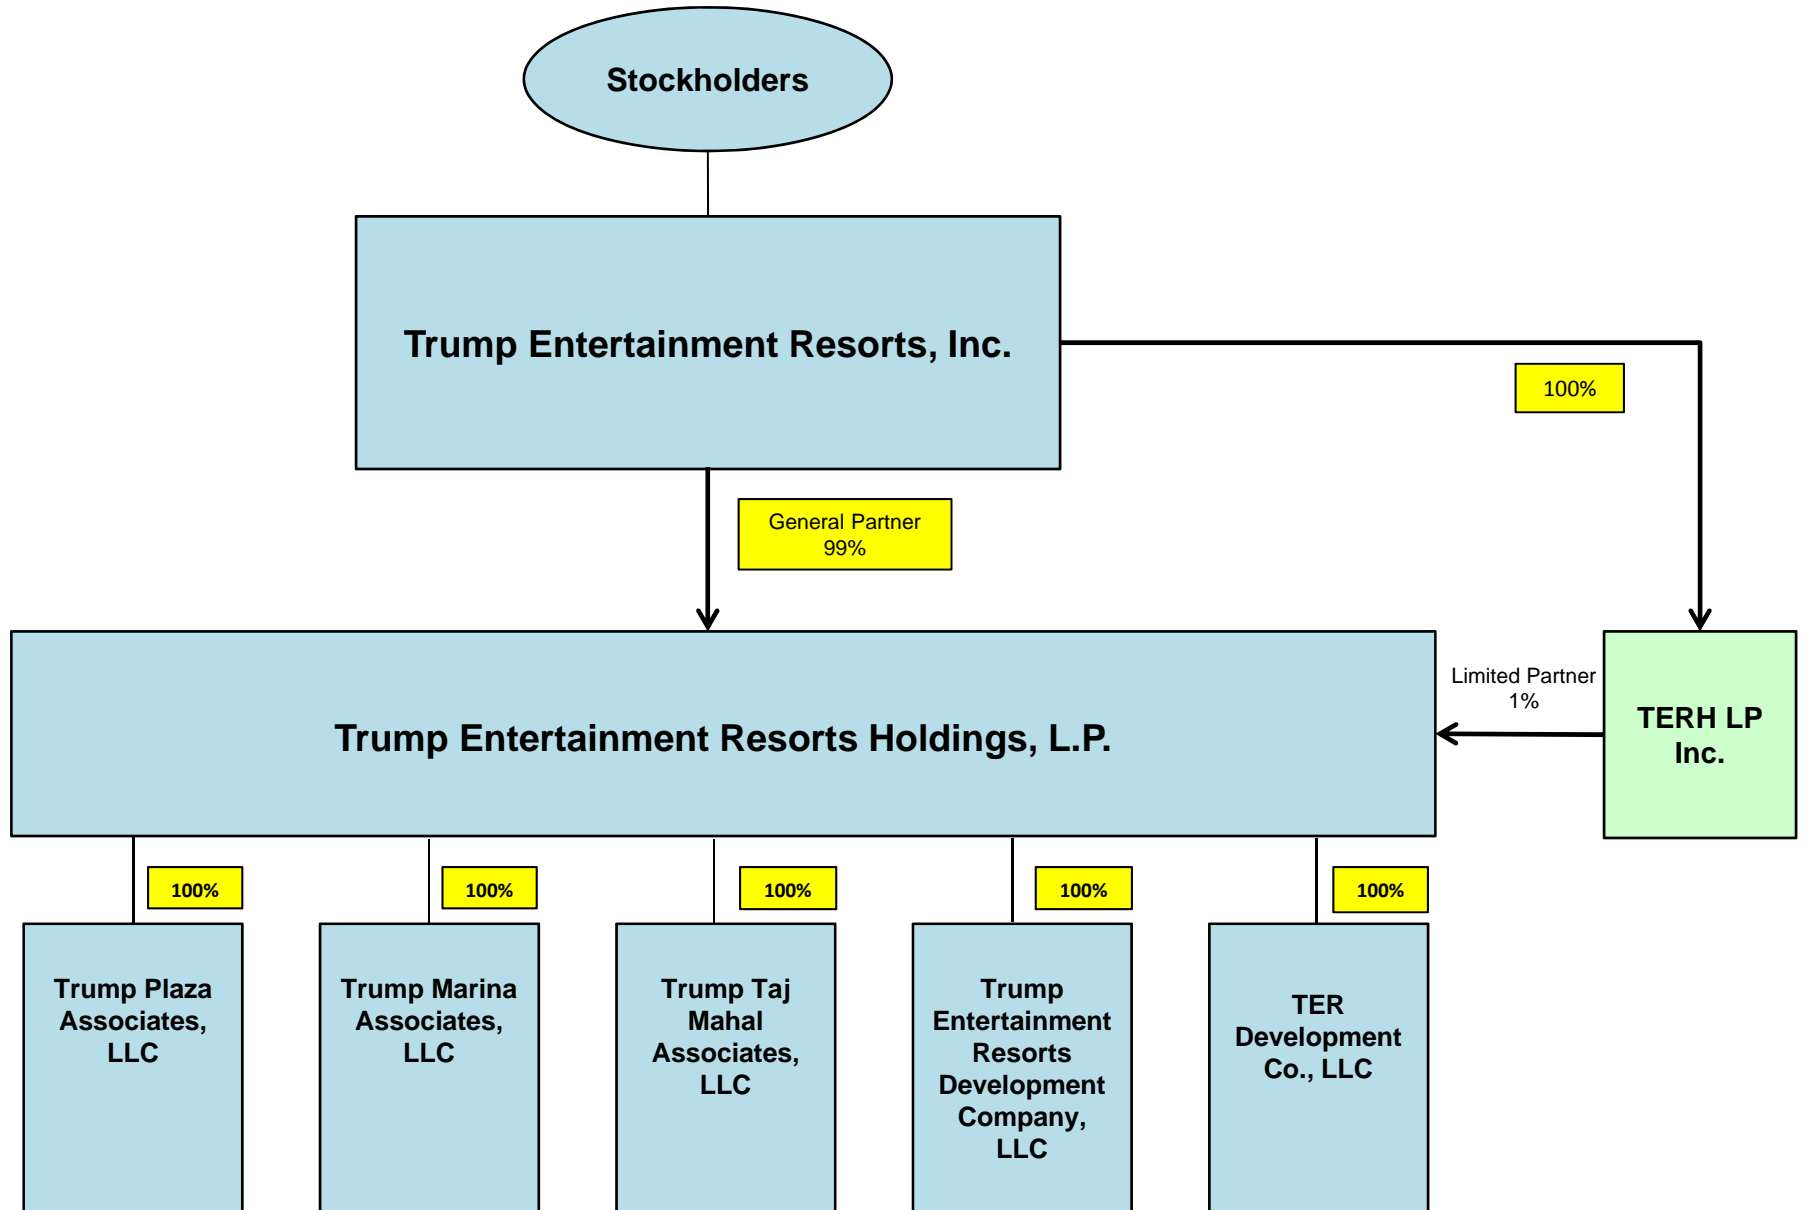 Stockholders
Trump Entertainment Resorts, Inc.
100%
General Partner
99%
Limited Partner
1%
Trump Entertainment Resorts Holdings, L.P.
TERH LP
Inc.
100%
100%
100%
100%
100%
Trump Plaza
Associates,
LLC
Trump Marina
Associates,
LLC
Trump Taj
Mahal
Associates,
LLC
Trump
Entertainment
Resorts
Development
Company,
LLC
TER
Development
Co., LLC